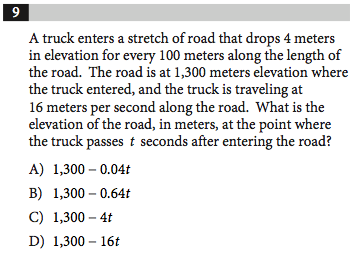 9
A truck enters a stretch of road that drops 4 meters
in elevation for every 100 meters along the length of
the road. The road is at 1,300 meters elevation where
the truck entered, and the truck is traveling at
16 meters per second along the road. What is the
elevation of the road, in meters, at the point where
the truck passes t seconds after entering the road?
A) 1,300 – 0.04t
B) 1,300 – 0.64t
C) 1,300 – 4t
D) 1,300 – 16t